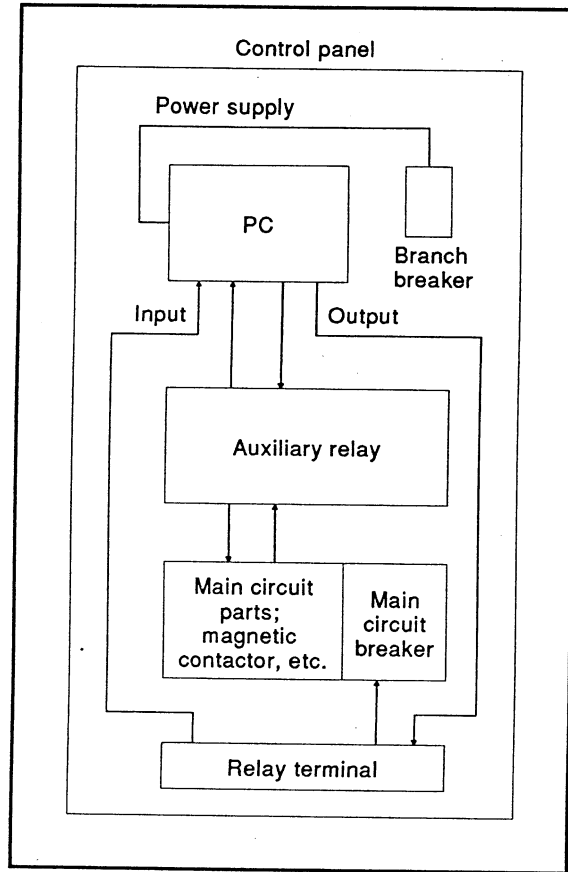 Control panel
Power supply
PC
Branch
breaker
Input
Output
Auxiliary relay
Main circuit
parts;
magnetic
contactor, etc.
Main
circuit
breaker
Relay terminal